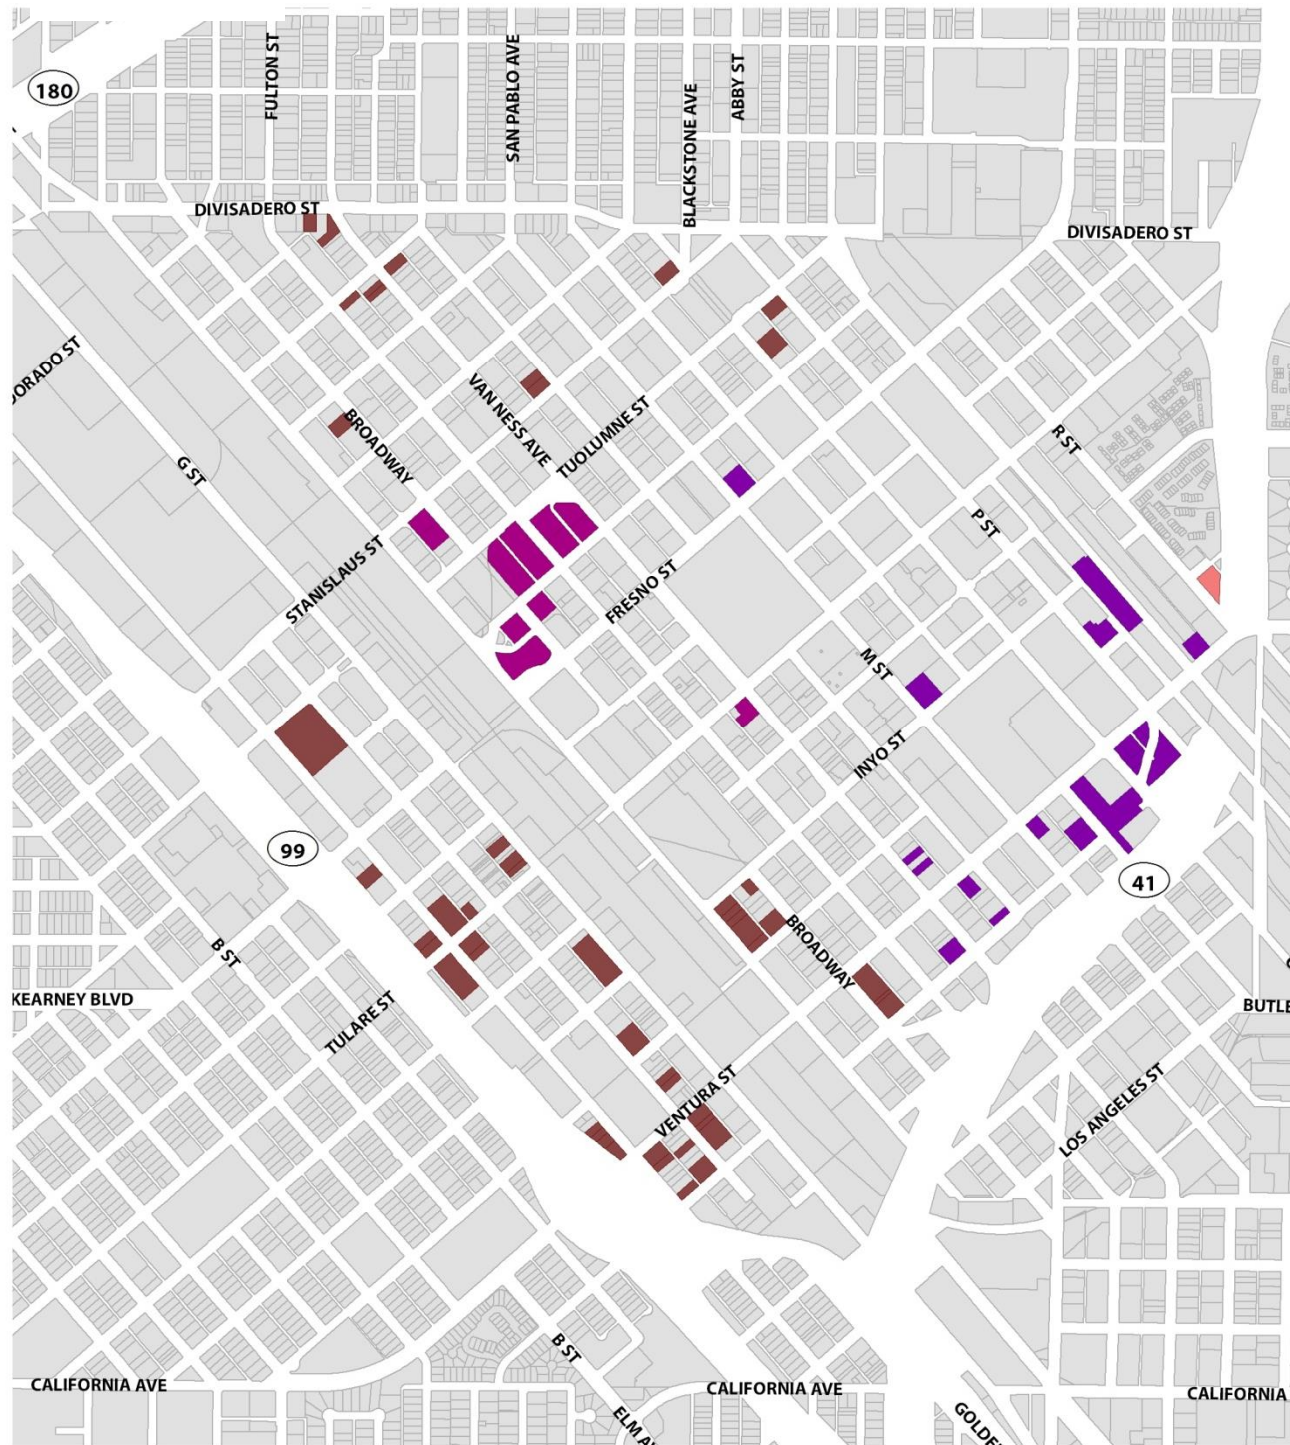 FULTON ST
SAN PABLO AVE
ABBY ST
BLACKSTONE AVE
180
DIVISADERO ST
DIVISADERO ST
DORADO ST
G ST
BROADWAY
VAN NESS AVE
TUOLUMNE ST
R ST
P ST
STANISLAUS ST
FRESNO ST
M ST
INYO ST
99
41
B ST
BROADWAY
KEARNEY BLVD
TULARE ST
BUTLE
VENTURA ST
LOS ANGELES ST
B ST
CALIFORNIA AVE
CALIFORNIA AVE
CALIFORNIA
ELM A
GOLDE